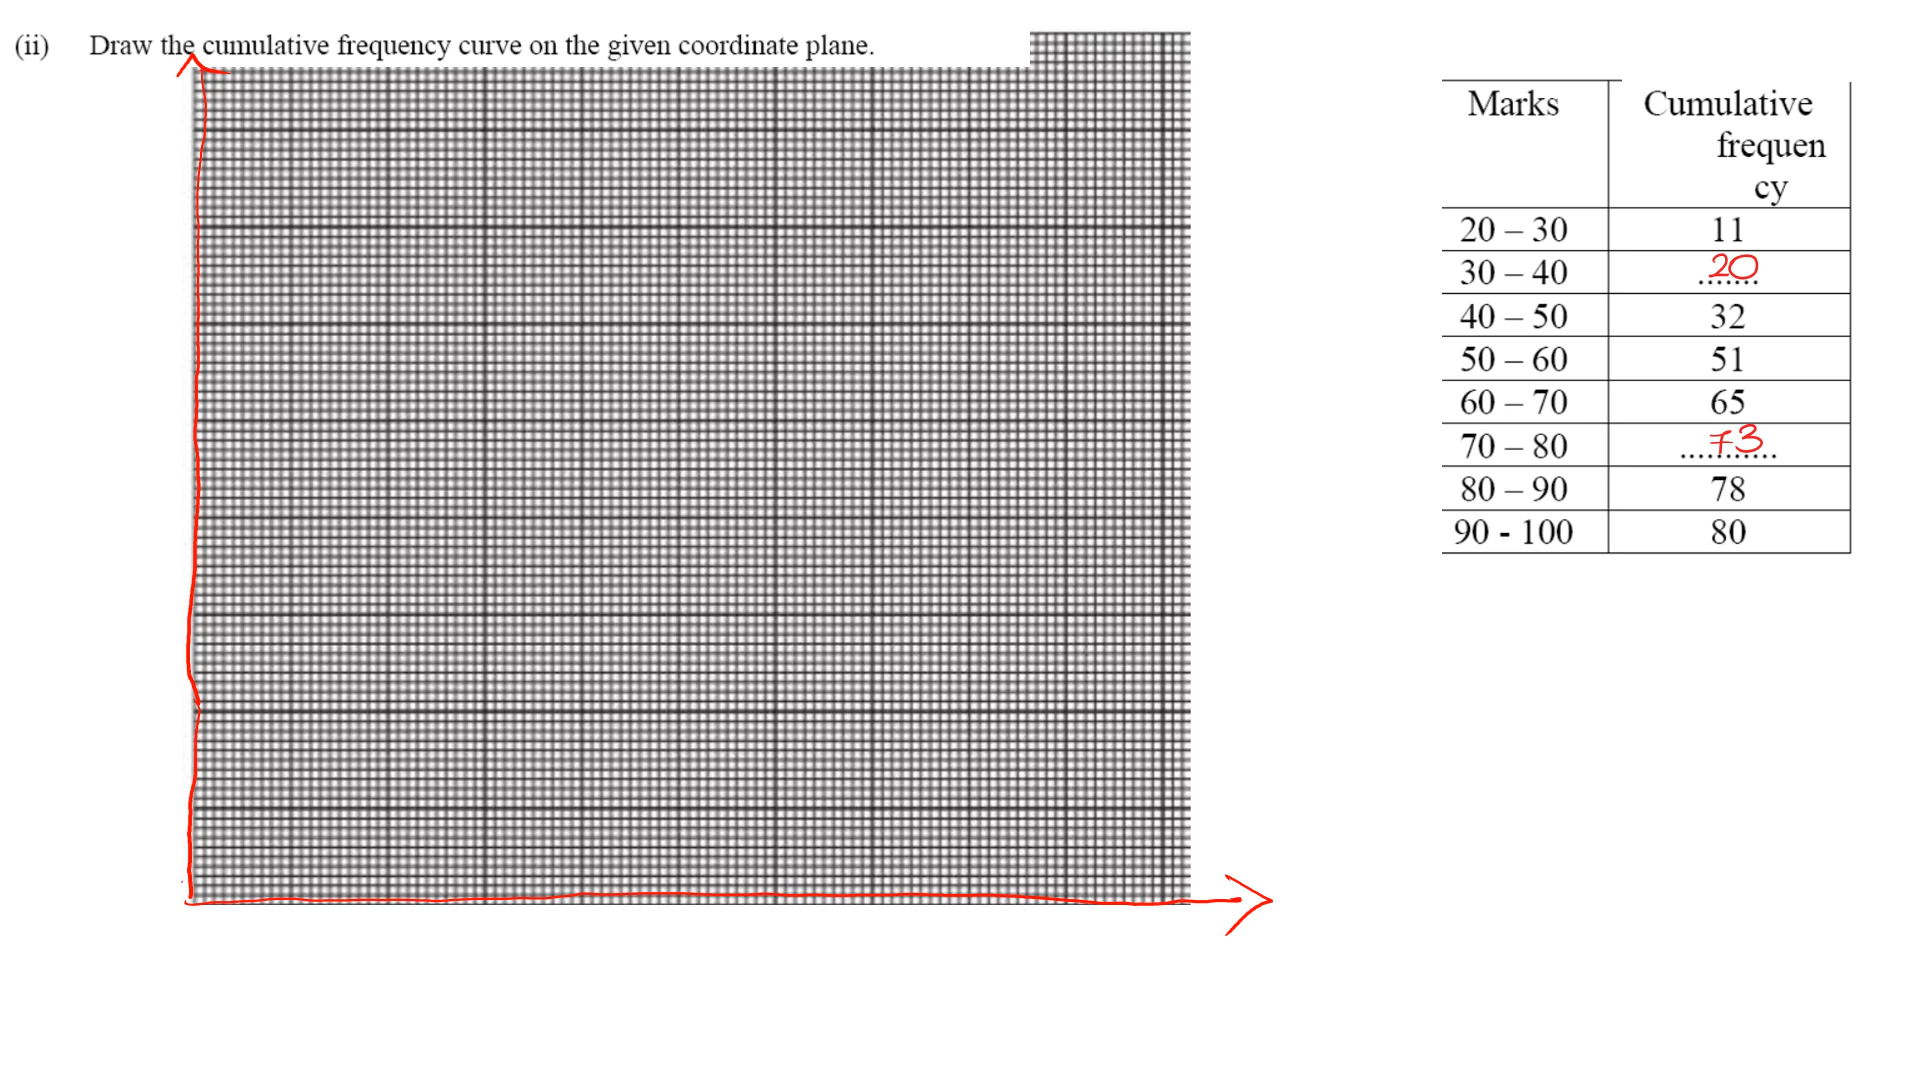 (ii) Draw the cumulative frequency curve on the given coordinate plane.
Marks Cumulative
frequen
cy
20 – 30 11
30 – 40 20
.......
40 – 50 32
50 – 60 51
60 – 70 65
70 – 80 73
...........
80 – 90 78
90 - 100 80